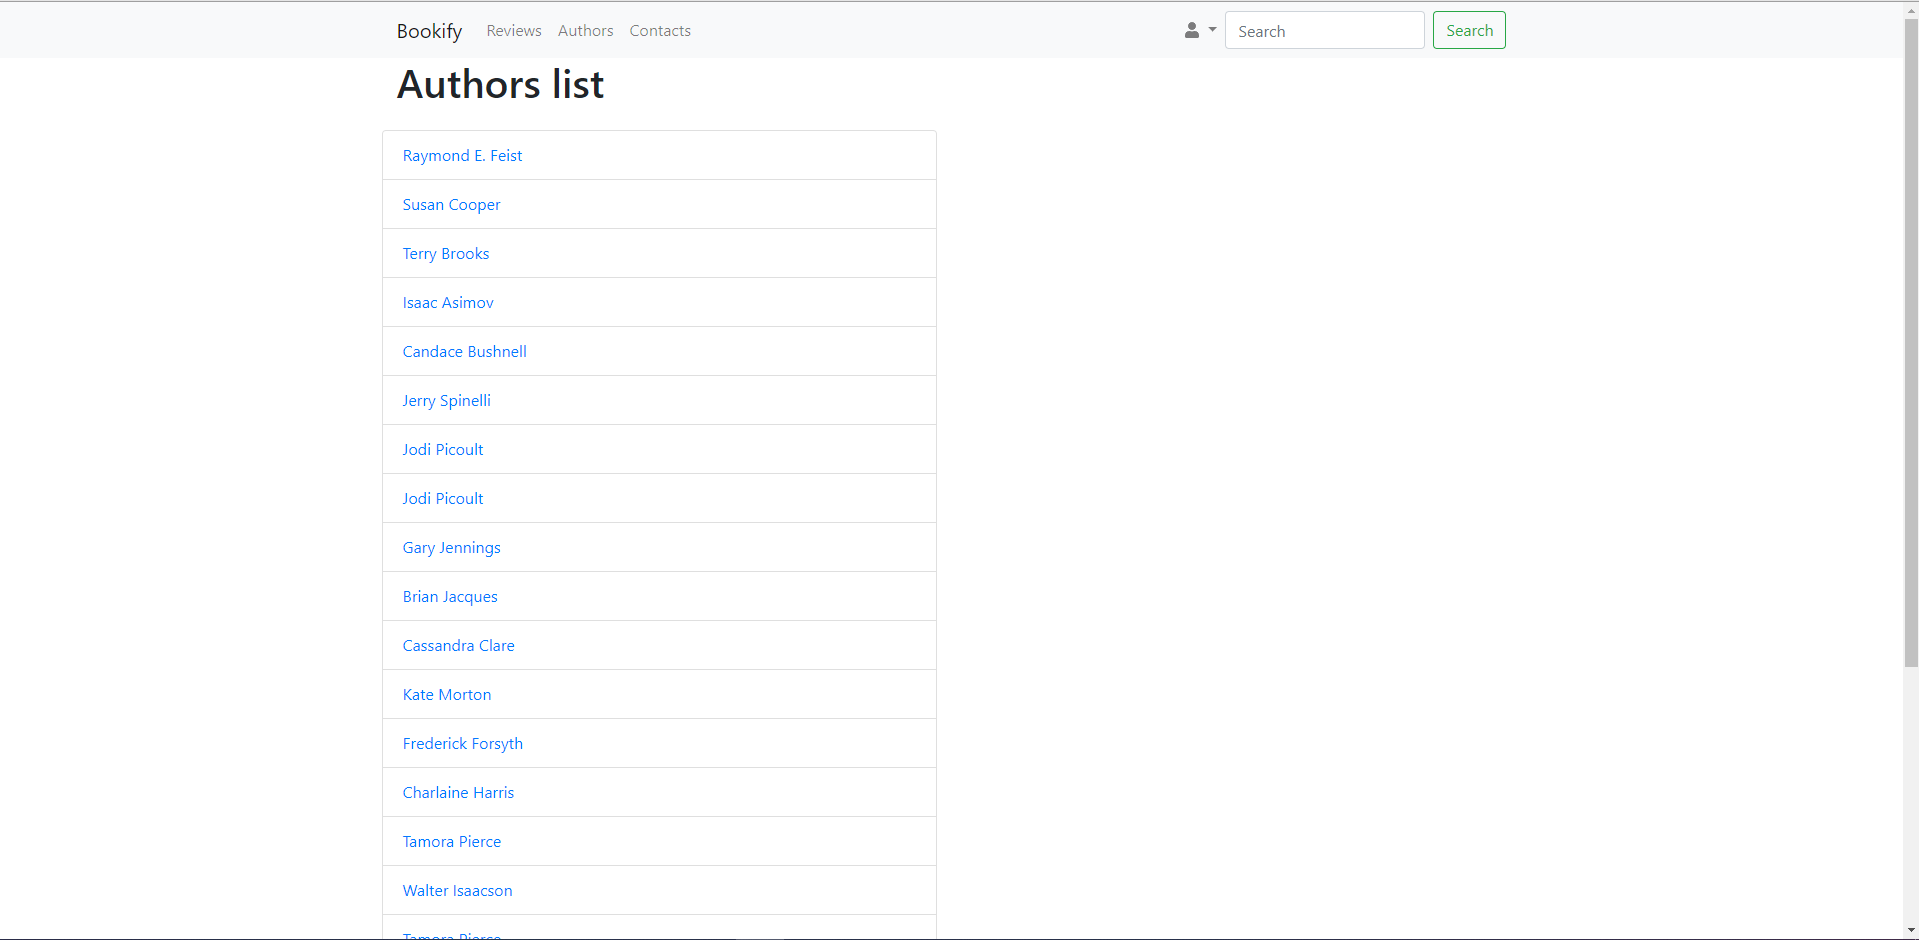 Bookify Reviews Authors Contacts Search Search
Authors list
Raymond E. Feist
Susan Cooper
Terry Brooks
Isaac Asimov
Candace Bushnell
Jerry Spinelli
Jodi Picoult
Jodi Picoult
Gary Jennings
Brian Jacques
Cassandra Clare
Kate Morton
Frederick Forsyth
Charlaine Harris
Tamora Pierce
Walter Isaacson
Tamora Pierce